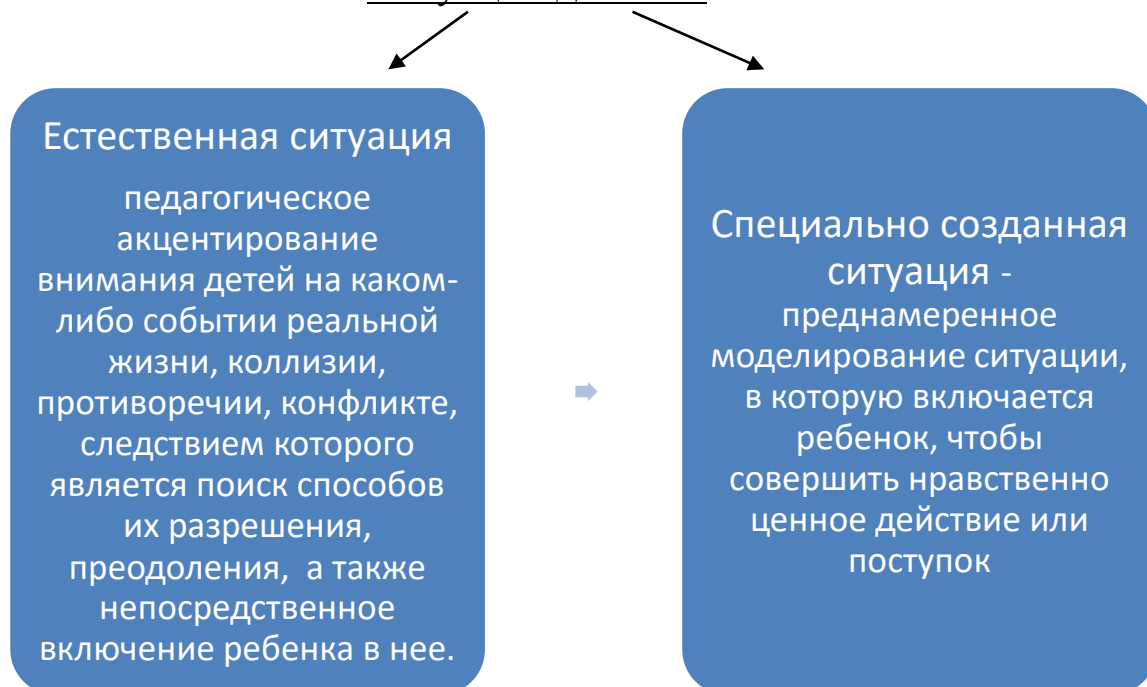 Естественная ситуация
педагогическое
акцентирование
внимания детей на каком-
либо событии реальной
жизни, коллизии,
противоречии, конфликте,
следствием которого
является поиск способов
их разрешения,
преодоления, а также
непосредственное
включение ребенка в нее.
Специально созданная
ситуация -
преднамеренное
моделирование ситуации,
в которую включается
ребенок, чтобы
совершить нравственно
ценное действие или
поступок